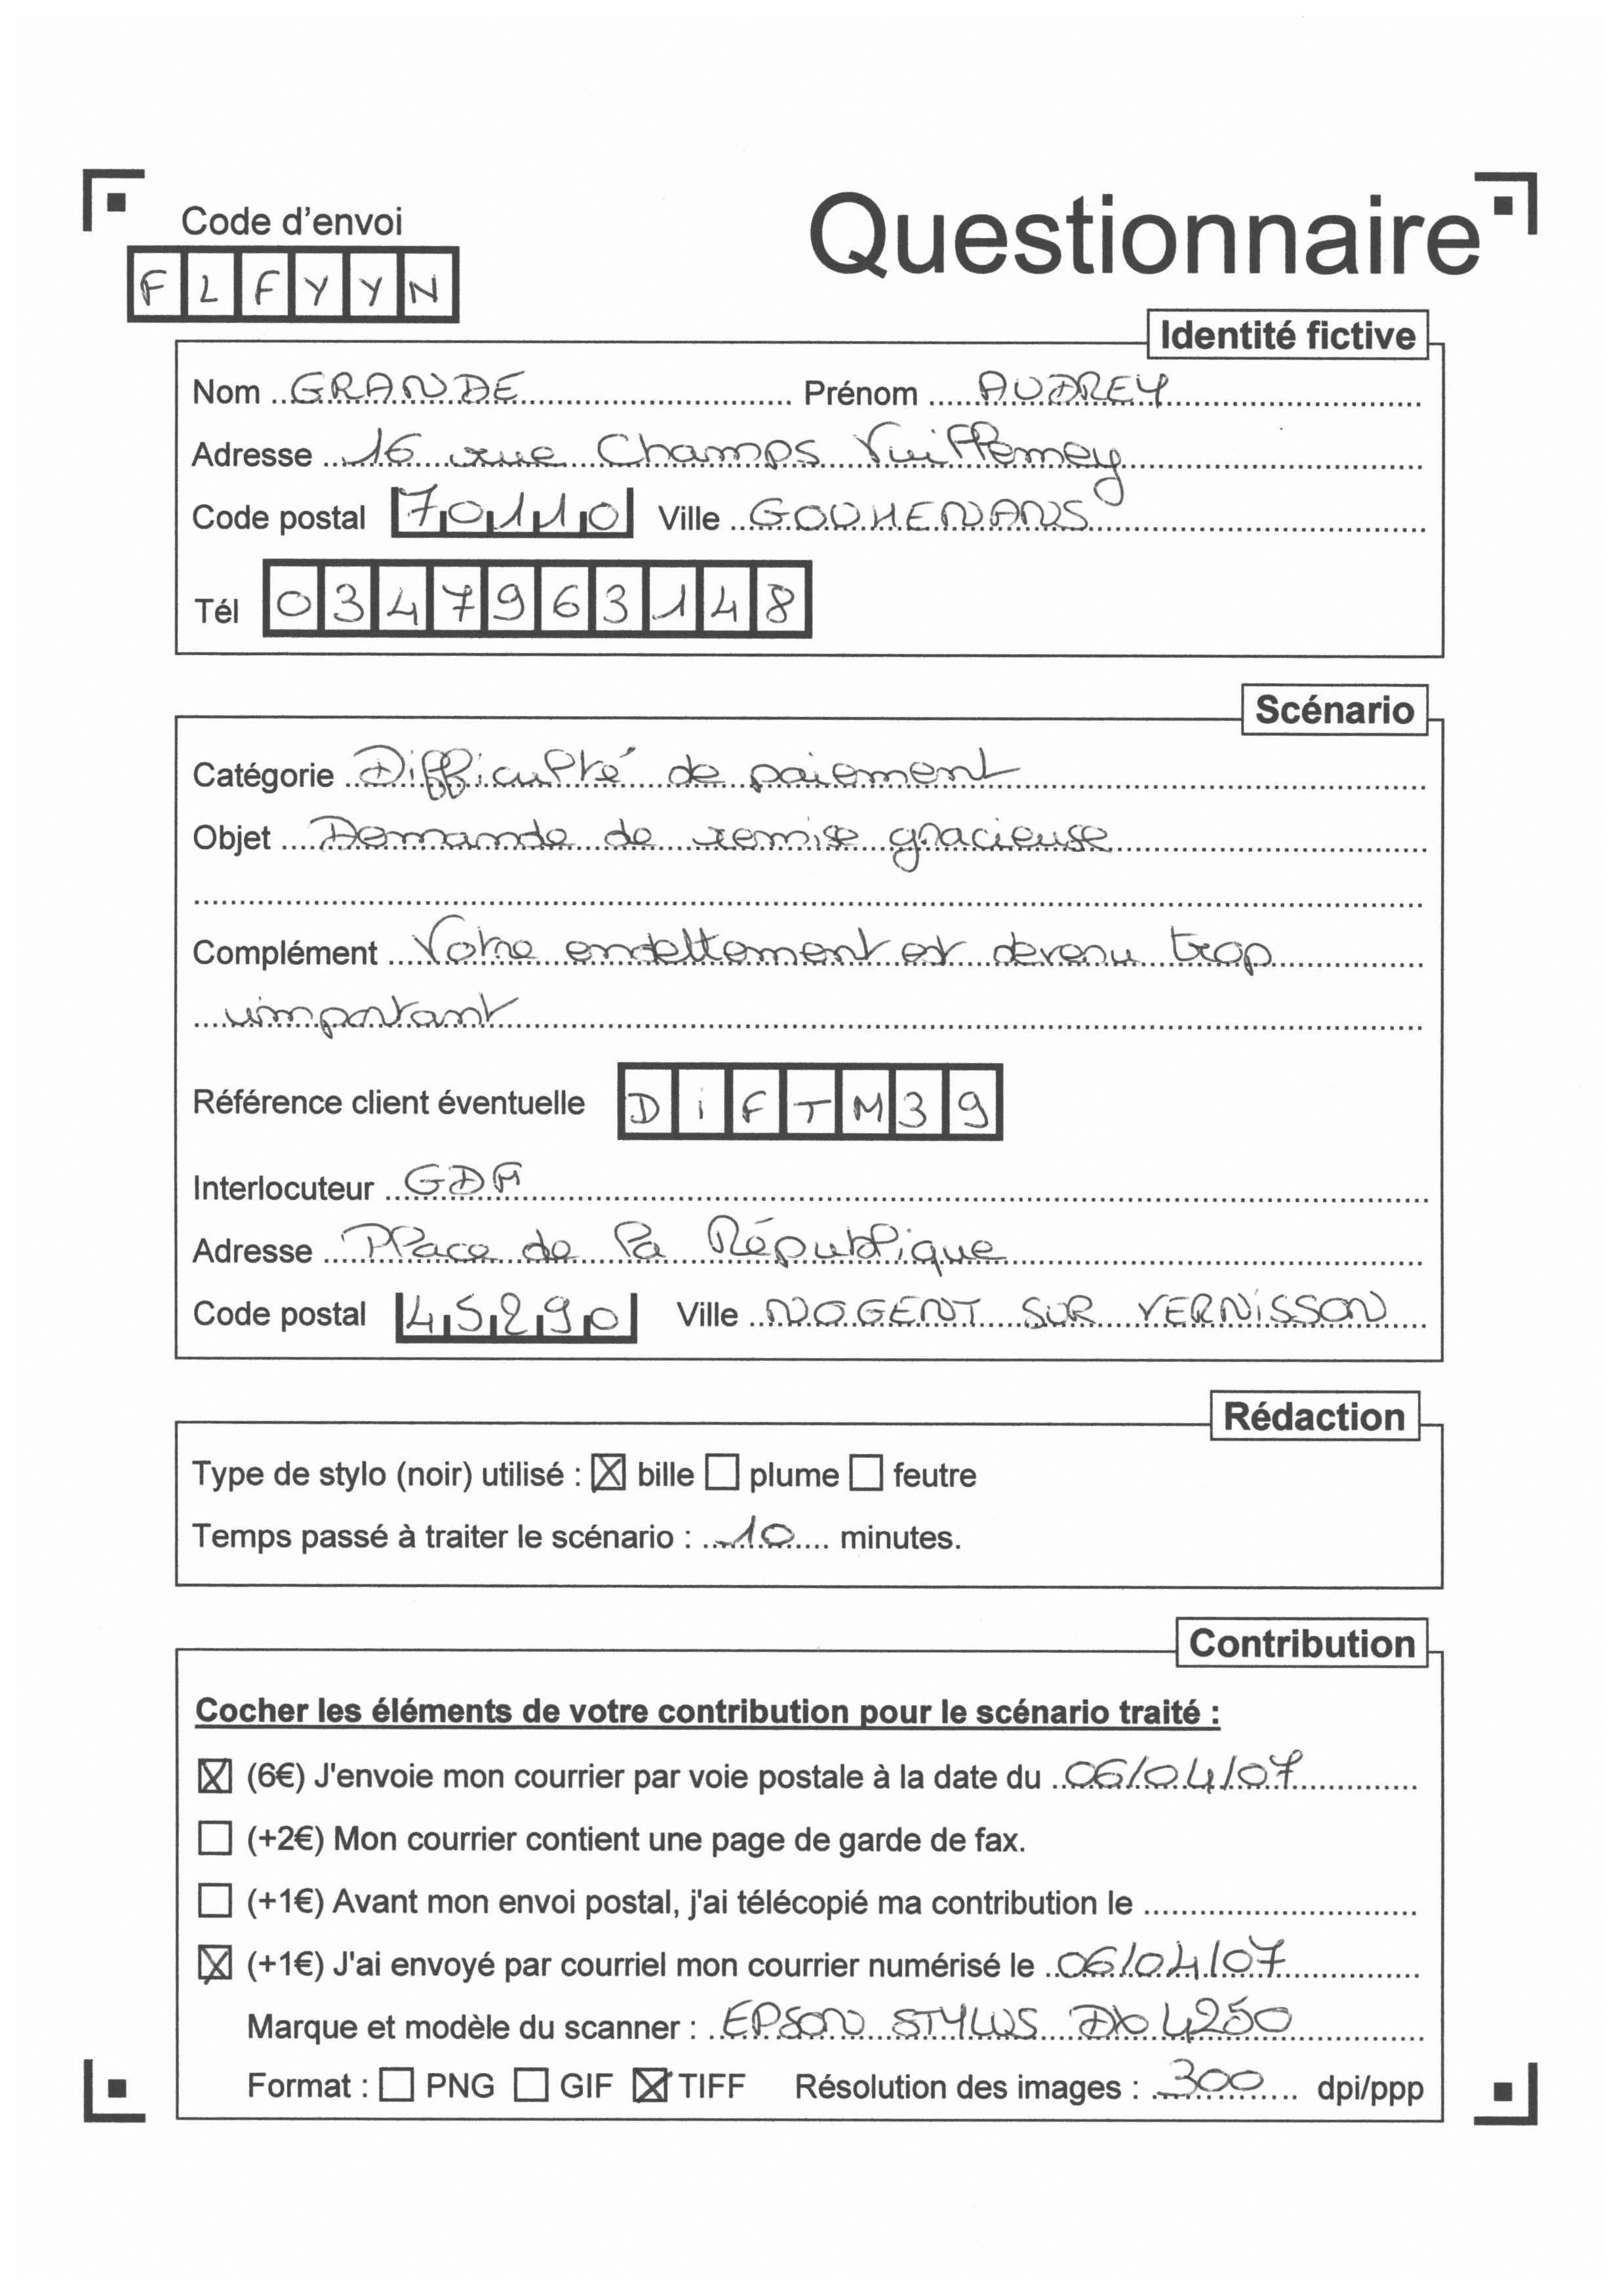 Code d'envoi
Questionnaire
FLFYYN
Identité fictive
Nom GRANDE Prénom AUDREY
Adresse 16 rue Champs Vuillemey
Code postal 70110 Ville GOUHENANS
Tél 0347963148
Scénario
Catégorie Difficulté de paiement
Objet Demande de remise gracieuse
Complément Votre endettement est devenu trop
important
Référence client éventuelle DiFTM39
Interlocuteur GDM
Adresse Place de la République
Code postal 45290 Ville NOGENT SUR VERNiSSON
Rédaction
Type de stylo (noir) utilisé : ☒ bille ☐ plume ☐ feutre
Temps passé à traiter le scénario : 10 minutes.
Contribution
Cocher les éléments de votre contribution pour le scénario traité :
☒ (6€) J'envoie mon courrier par voie postale à la date du 06/04/07
☐ (+2€) Mon courrier contient une page de garde de fax.
☐ (+1€) Avant mon envoi postal, j'ai télécopié ma contribution le
☒ (+1€) J'ai envoyé par courriel mon courrier numérisé le 06/04/07
Marque et modèle du scanner : EPSON STYLUS DX 4250
Format : ☐ PNG ☐ GIF ☒ TIFF Résolution des images : 300 dpi/ppp